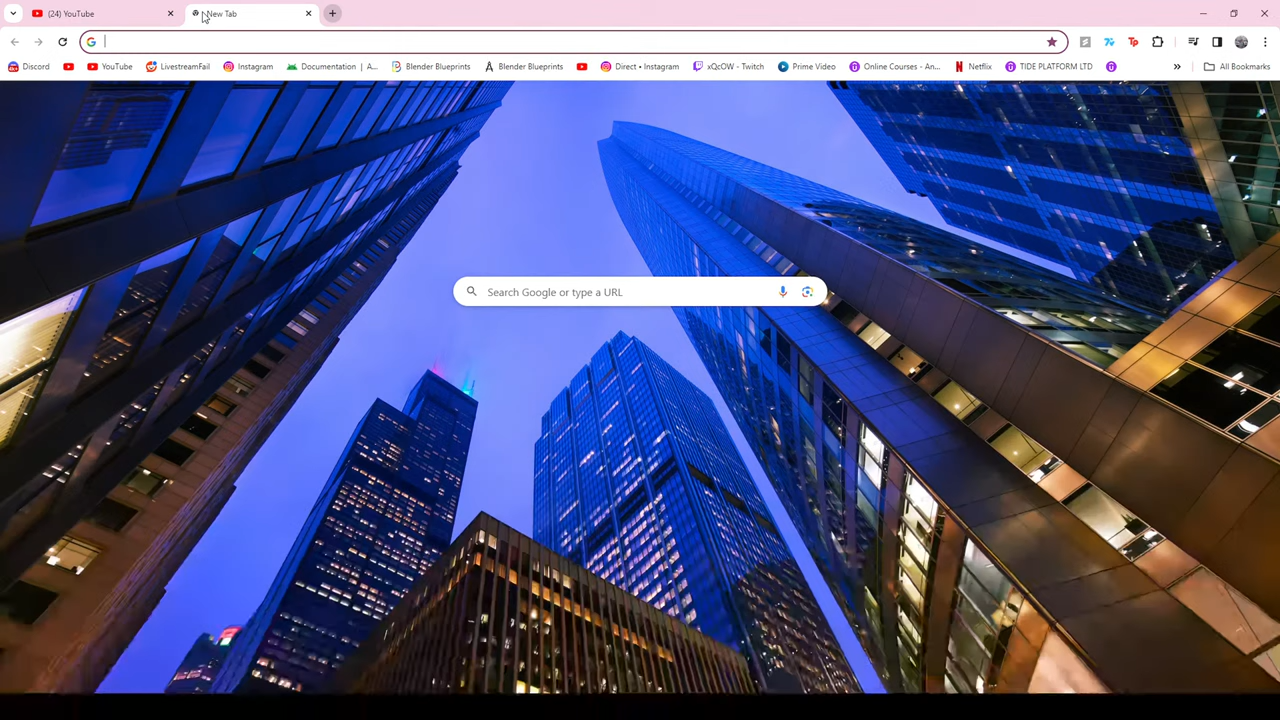 (24) YouTube
New Tab
Discord
YouTube
LivestreamFail
Instagram
Documentation | A...
Blender Blueprints
Blender Blueprints
Direct • Instagram
xQcOW - Twitch
Prime Video
Online Courses - An...
Netflix
TIDE PLATFORM LTD
All Bookmarks
Search Google or type a URL